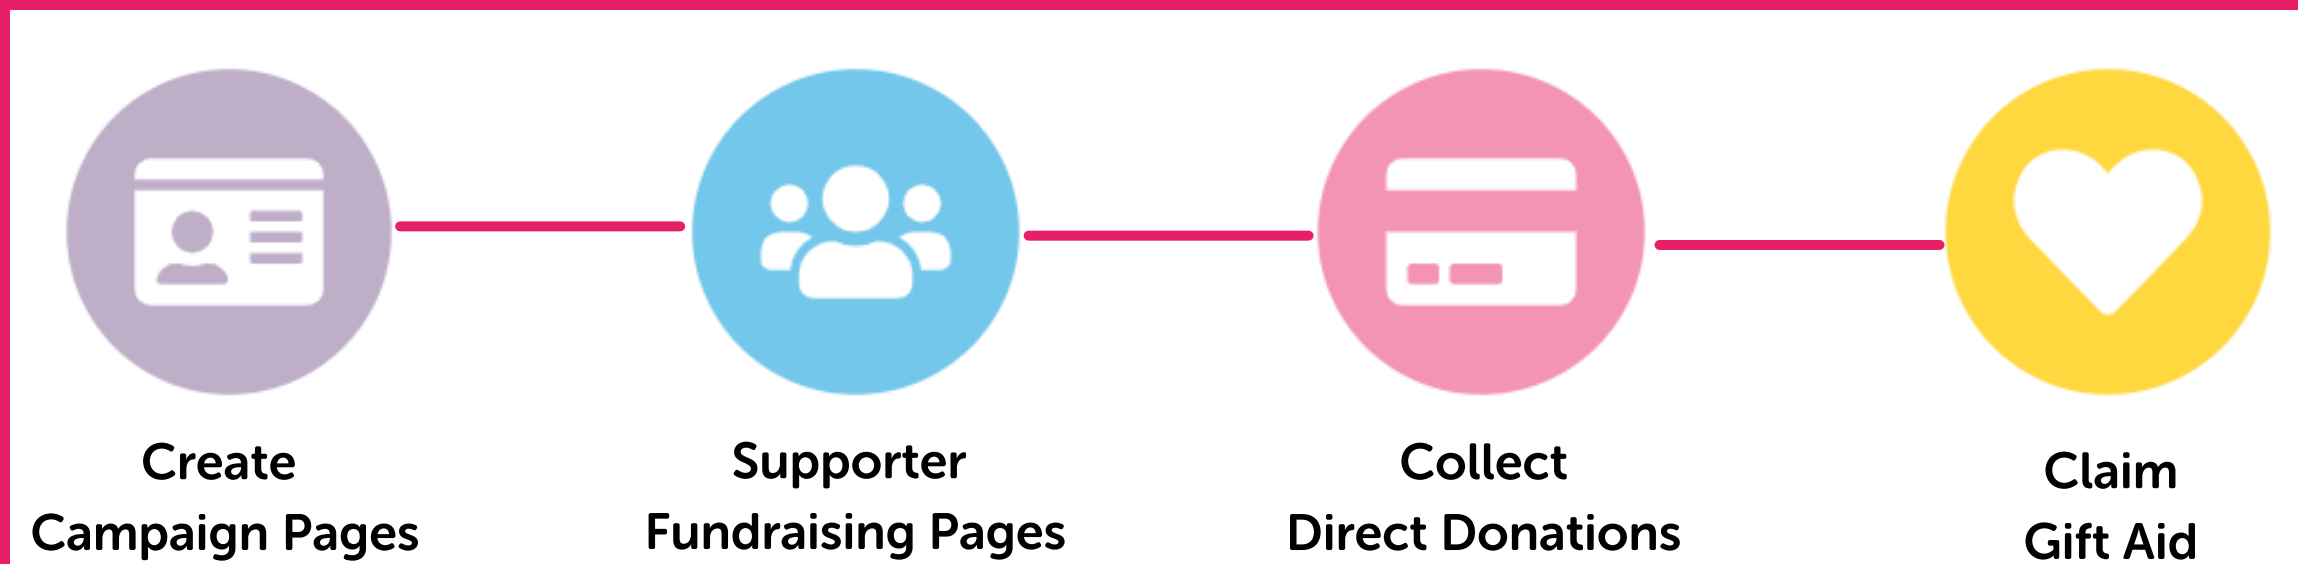 Create
Campaign Pages
Supporter
Fundraising Pages
Collect
Direct Donations
Claim
Gift Aid